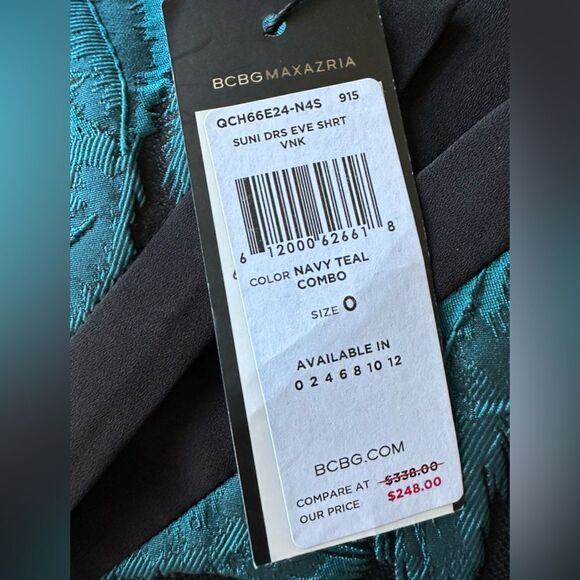 BCBGMAXAZRIA
QCH66E24-N4S 915
SUNI DRS EVE SHRT
VNK
6 12000 62661 8
COLOR NAVY TEAL
COMBO
SIZE 0
AVAILABLE IN
0 2 4 6 8 10 12
BCBG.COM
COMPARE AT $338.00
OUR PRICE $248.00